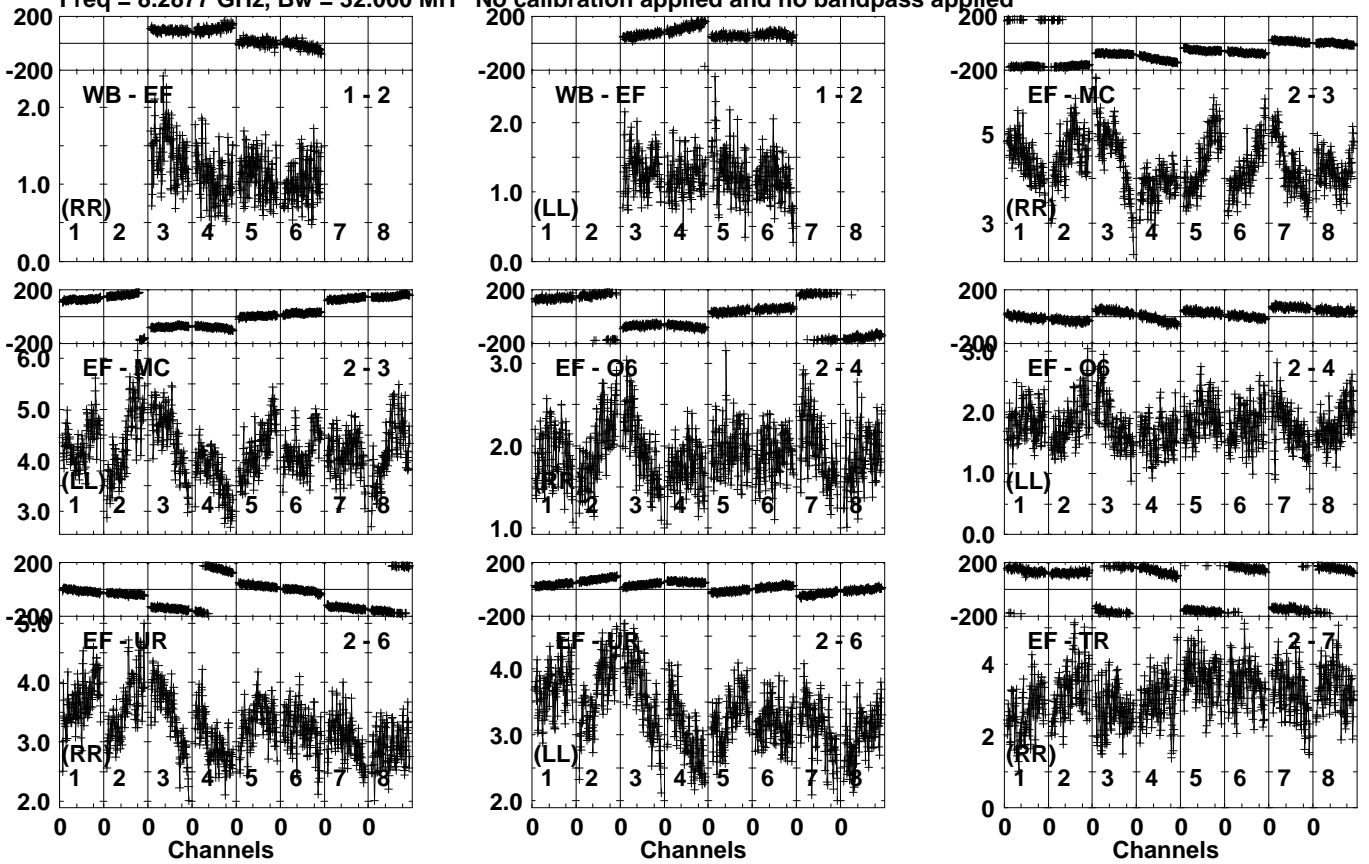 Freq = 8.2877 GHz, Bw = 32.000 MH No calibration applied and no bandpass applied
200 200 200
-200 -200 -200
WB - EF 1 - 2 WB - EF 1 - 2 EF - MC 2 - 3
2.0 2.0 5
1.0 1.0
(RR) (LL) (RR)
1 2 3 4 5 6 7 8 1 2 3 4 5 6 7 8 3 1 2 3 4 5 6 7 8
0.0 0.0
200 200 200
-200 -200 -200
6.0 3.0 3.0
EF - MC 2 - 3 EF - O6 2 - 4 EF - O6 2 - 4
5.0 2.0
4.0 2.0 1.0
(LL) (RR) (LL)
3.0 1 2 3 4 5 6 7 8 1 2 3 4 5 6 7 8 1 2 3 4 5 6 7 8
1.0 0.0
200 200 200
-200 -200 -200
5.0
EF - UR 2 - 6 EF - UR 2 - 6 EF - TR 2 - 7
4.0 4.0 4
3.0 3.0 2
(RR) (LL) (RR)
1 2 3 4 5 6 7 8 1 2 3 4 5 6 7 8 1 2 3 4 5 6 7 8
2.0 2.0 0
0 0 0 0 0 0 0 0 0 0 0 0 0 0 0 0 0 0 0 0 0 0 0 0
Channels Channels Channels